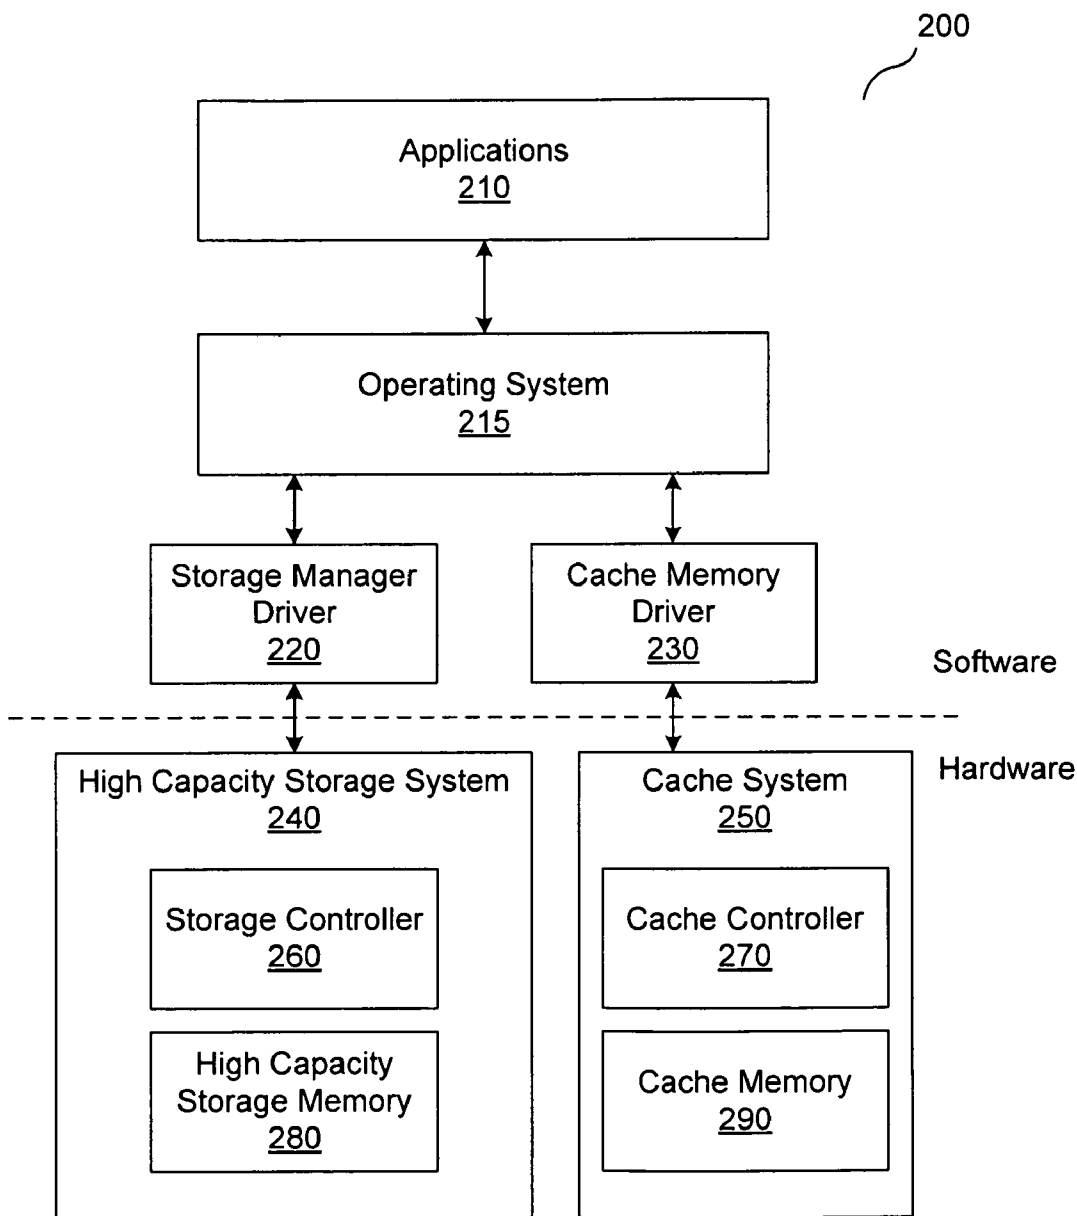 200
Applications
210
Operating System
215
Storage Manager
Driver
220
Cache Memory
Driver
230
Software
Hardware
High Capacity Storage System
240
Storage Controller
260
High Capacity
Storage Memory
280
Cache System
250
Cache Controller
270
Cache Memory
290